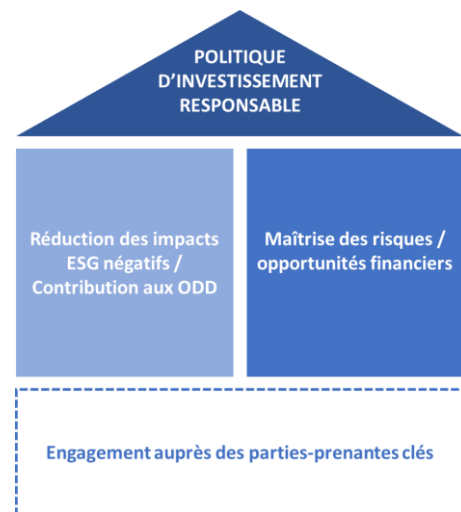 POLITIQUE
D'INVESTISSEMENT
RESPONSABLE
Réduction des impacts
ESG négatifs /
Contribution aux ODD
Maîtrise des risques /
opportunités financiers
Engagement auprès des parties-prenantes clés